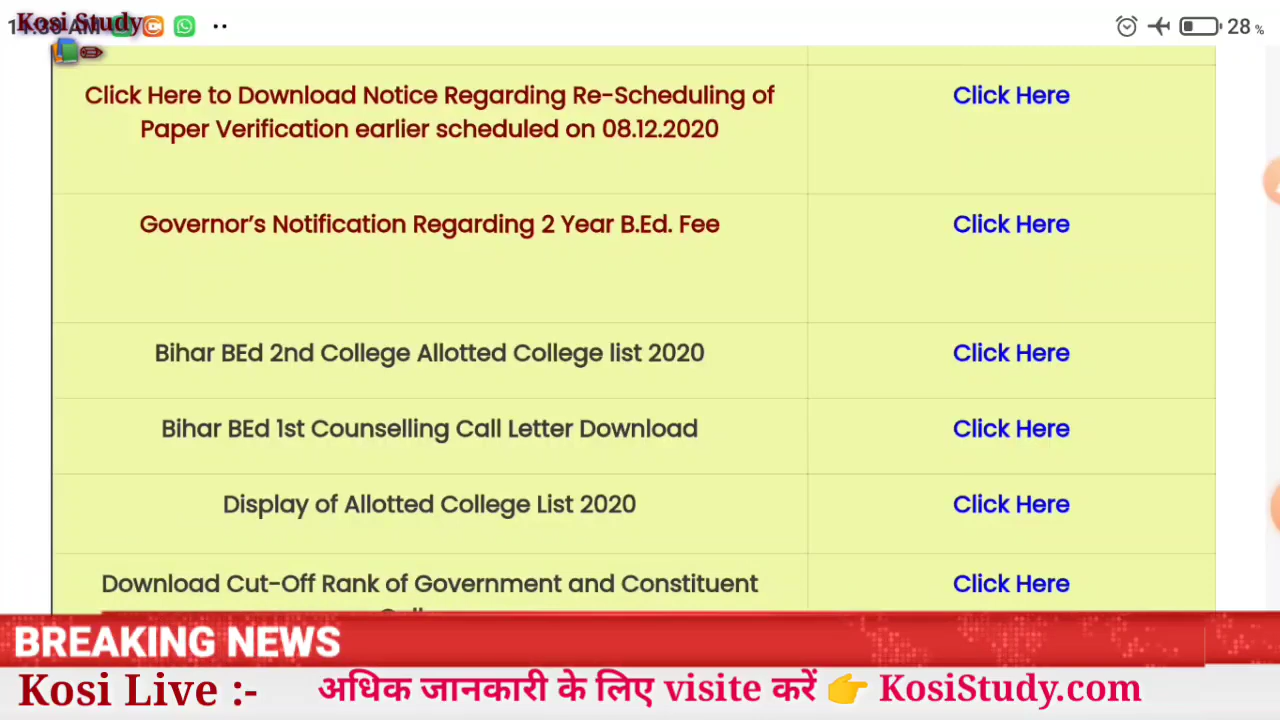 Kosi Study
28 %
Click Here to Download Notice Regarding Re-Scheduling of
Paper Verification earlier scheduled on 08.12.2020
Click Here
Governor's Notification Regarding 2 Year B.Ed. Fee
Click Here
Bihar BEd 2nd College Allotted College list 2020
Click Here
Bihar BEd 1st Counselling Call Letter Download
Click Here
Display of Allotted College List 2020
Click Here
Download Cut-Off Rank of Government and Constituent
Click Here
BREAKING NEWS
Kosi Live :- अधिक जानकारी के लिए visite करें 👉 KosiStudy.com